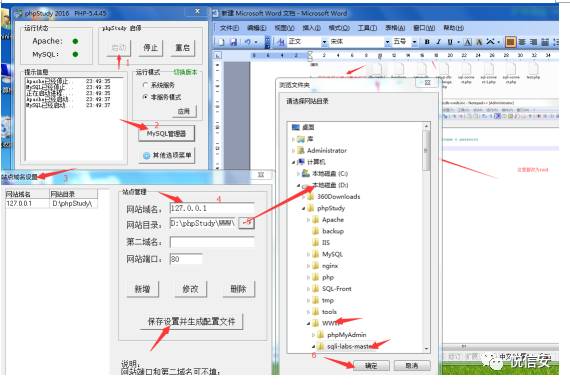 phpStudy 2016 PHP-5.4.45
运行状态
phpStudy 启停
Apache:
MySQL:
启动
停止
重启
1
提示信息
Apache已经停止... 23:49:35
MySQL已经停止... 23:49:35
正在启动进程... 23:49:35
Apache已经启动... 23:49:37
MySQL已经启动... 23:49:37
运行模式
切换版本
系统服务
非服务模式
应用
2
MySQL管理器
其他选项菜单
站点域名设置
3
网站域名
网站目录
127.0.0.1
D:\phpStudy\
站点管理
4
网站域名:
127.0.0.1
网站目录:
D:\phpStudy\WWW\
5
第二域名:
网站端口:
80
新增
修改
删除
保存设置并生成配置文件
说明:
网站端口和第二域名可不填;
新建 Microsoft Word 文档 - Microsoft Word
文件(F)
编辑(E)
视图(V)
插入(I)
格式(O)
工具(T)
表格(A)
窗口(W)
帮助(H)
正文
宋体
五号
B
I
U
A
浏览文件夹
请选择网站目录
桌面
库
Administrator
计算机
本地磁盘 (C:)
本地磁盘 (D:)
360Downloads
phpStudy
Apache
backup
IIS
MySQL
nginx
php
SQL-Front
tmp
tools
WWW
phpMyAdmin
sqli-labs-master
6
确定
取消
忧信安